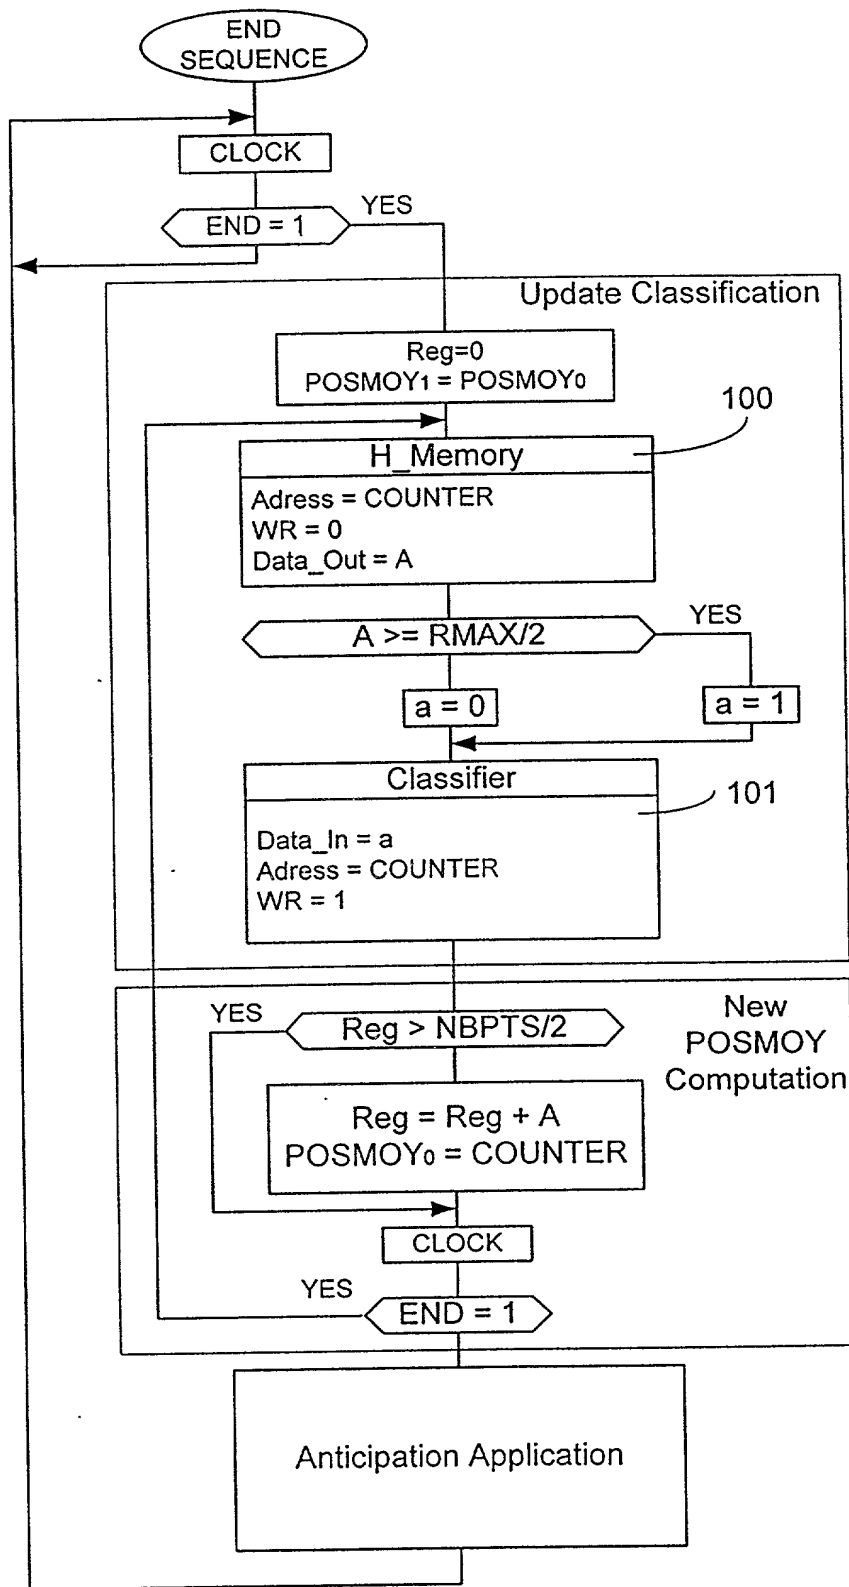 END
SEQUENCE
CLOCK
END = 1
YES
Update Classification
Reg=0
POSMOY1 = POSMOY0
100
H_Memory
Adress = COUNTER
WR = 0
Data_Out = A
A >= RMAX/2
YES
a = 0
a = 1
Classifier
101
Data_In = a
Adress = COUNTER
WR = 1
YES
Reg > NBPTS/2
New
POSMOY
Computation
Reg = Reg + A
POSMOY0 = COUNTER
CLOCK
YES
END = 1
Anticipation Application